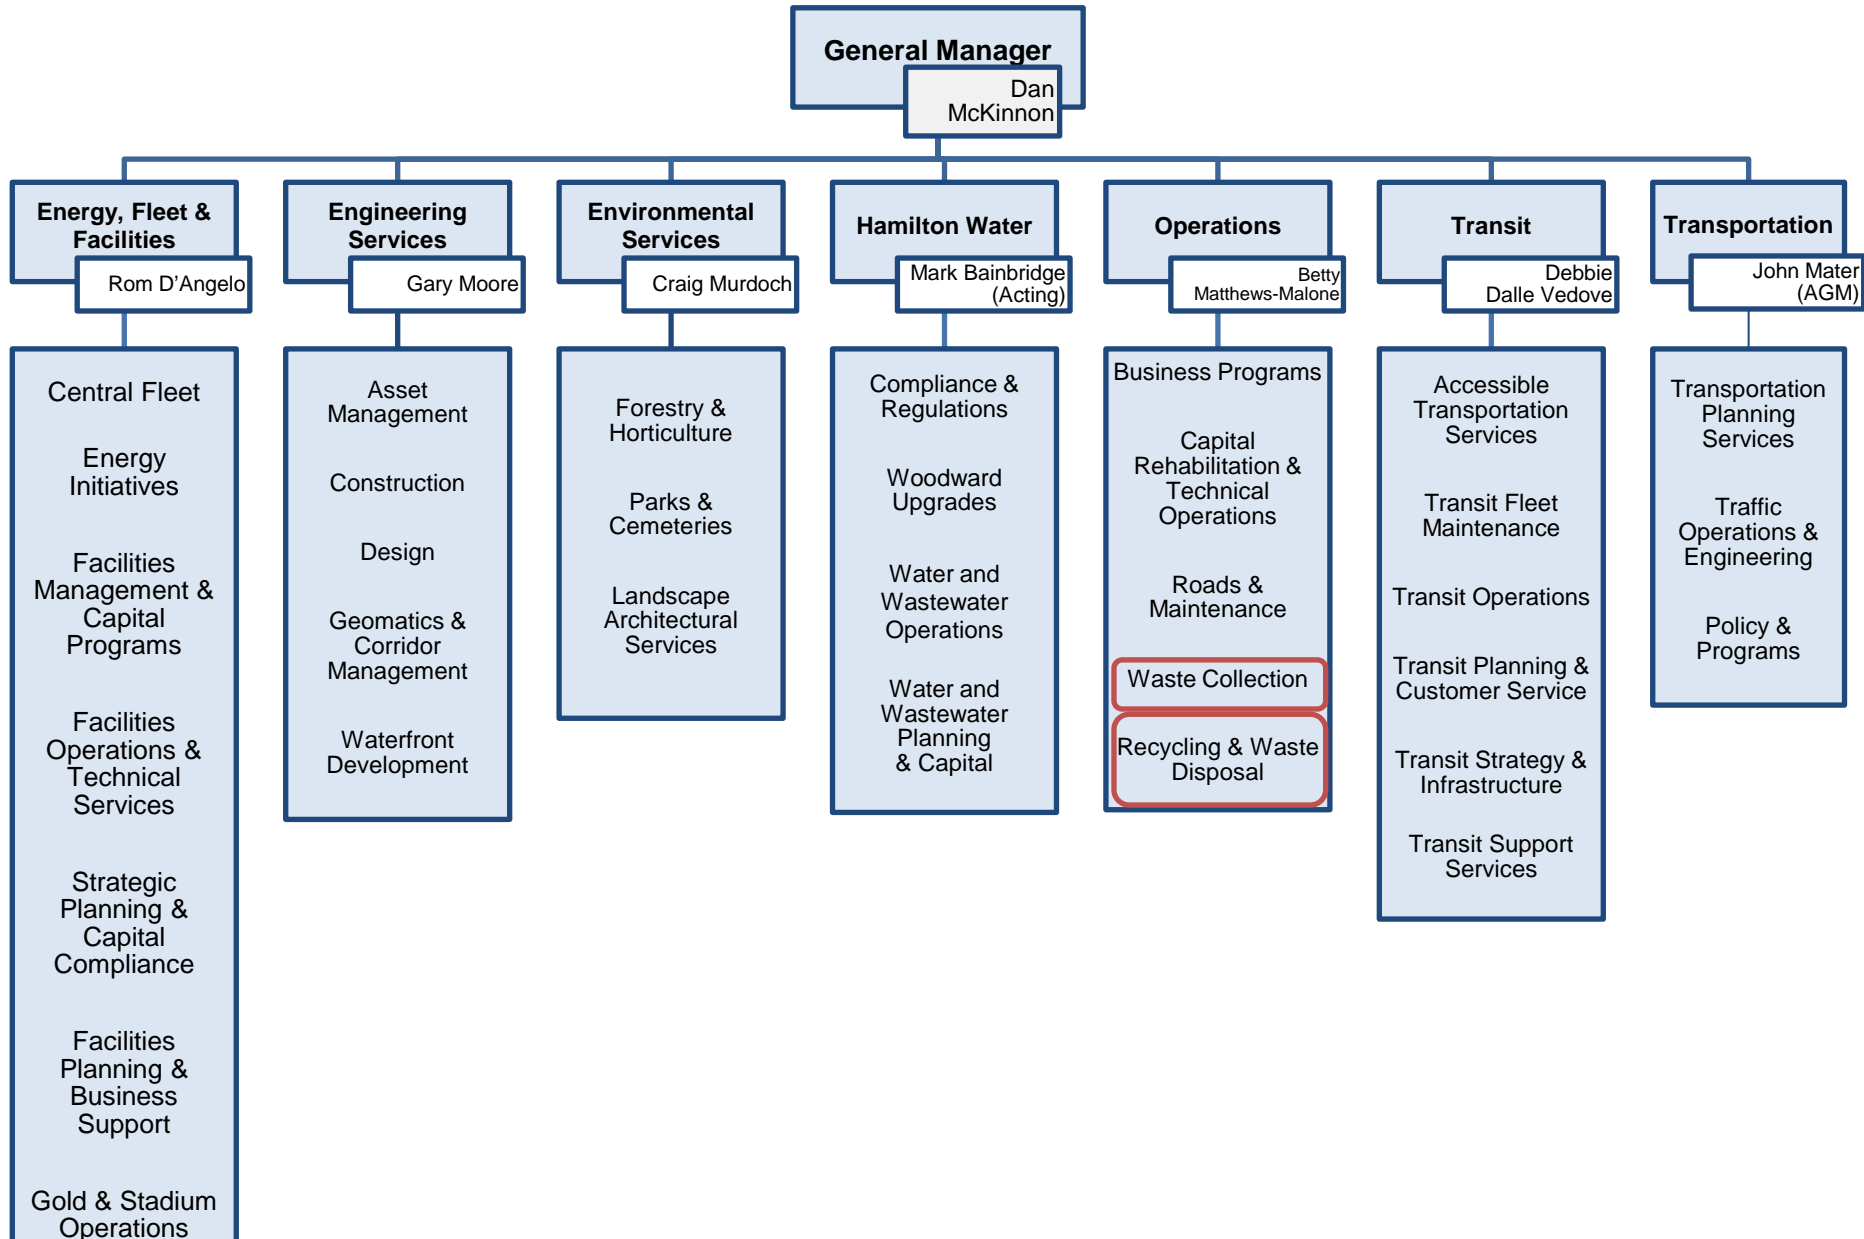 General Manager
Dan
McKinnon
Energy, Fleet &
Facilities
Rom D’Angelo
Engineering
Services
Gary Moore
Environmental
Services
Craig Murdoch
Hamilton Water
Mark Bainbridge
(Acting)
Operations
Betty
Matthews-Malone
Transit
Debbie
Dalle Vedove
Transportation
John Mater
(AGM)
Central Fleet
Energy
Initiatives
Facilities
Management &
Capital
Programs
Facilities
Operations &
Technical
Services
Strategic
Planning &
Capital
Compliance
Facilities
Planning &
Business
Support
Gold & Stadium
Operations
Asset
Management
Construction
Design
Geomatics &
Corridor
Management
Waterfront
Development
Forestry &
Horticulture
Parks &
Cemeteries
Landscape
Architectural
Services
Compliance &
Regulations
Woodward
Upgrades
Water and
Wastewater
Operations
Water and
Wastewater
Planning
& Capital
Business Programs
Capital
Rehabilitation &
Technical
Operations
Roads &
Maintenance
Waste Collection
Recycling & Waste
Disposal
Accessible
Transportation
Services
Transit Fleet
Maintenance
Transit Operations
Transit Planning &
Customer Service
Transit Strategy &
Infrastructure
Transit Support
Services
Transportation
Planning
Services
Traffic
Operations &
Engineering
Policy &
Programs